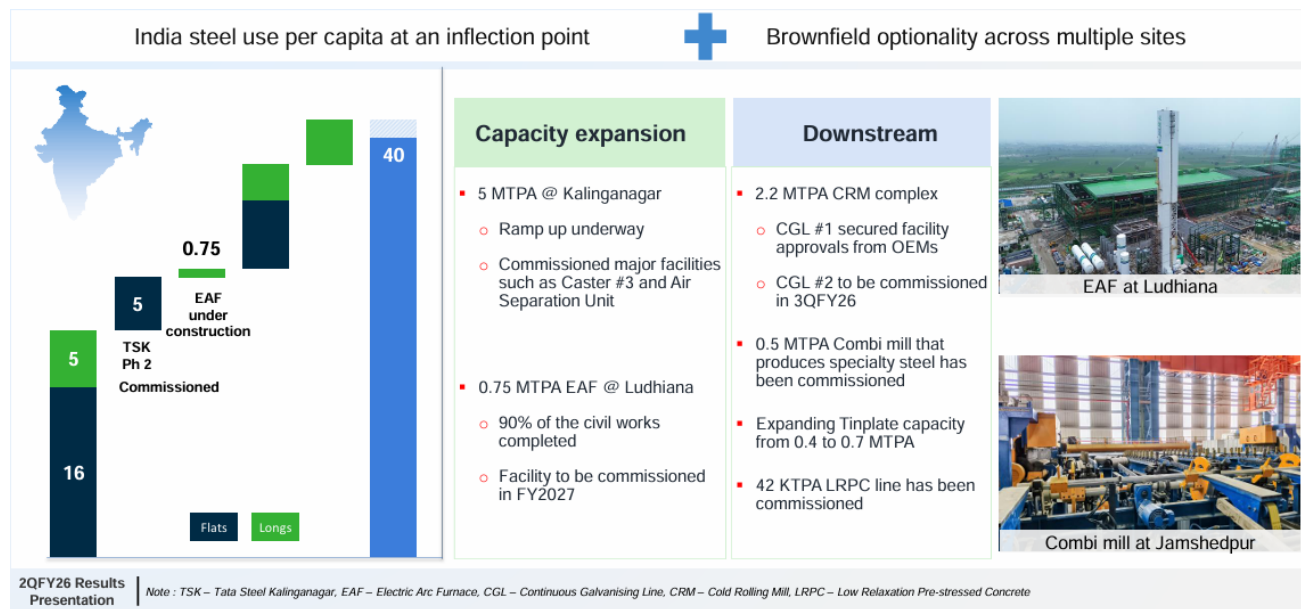 India steel use per capita at an inflection point
Brownfield optionality across multiple sites
40
0.75
5
EAF
under
construction
TSK
Ph 2
Commissioned
5
16
Flats
Longs
Capacity expansion
▪ 5 MTPA @ Kalinganagar
o Ramp up underway
o Commissioned major facilities
such as Caster #3 and Air
Separation Unit
▪ 0.75 MTPA EAF @ Ludhiana
o 90% of the civil works
completed
o Facility to be commissioned
in FY2027
Downstream
▪ 2.2 MTPA CRM complex
o CGL #1 secured facility
approvals from OEMs
o CGL #2 to be commissioned
in 3QFY26
▪ 0.5 MTPA Combi mill that
produces specialty steel has
been commissioned
▪ Expanding Tinplate capacity
from 0.4 to 0.7 MTPA
▪ 42 KTPA LRPC line has been
commissioned
EAF at Ludhiana
Combi mill at Jamshedpur
2QFY26 Results
Presentation
Note : TSK – Tata Steel Kalinganagar, EAF – Electric Arc Furnace, CGL – Continuous Galvanising Line, CRM – Cold Rolling Mill, LRPC – Low Relaxation Pre-stressed Concrete